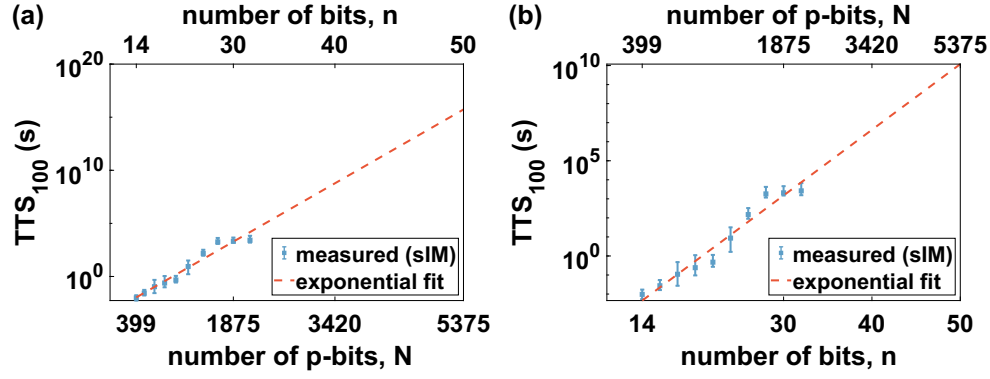 (a)
number of bits, n
14 30 40 50
10^20
10^10
10^0
TTS_100 (s)
measured (sIM)
exponential fit
399 1875 3420 5375
number of p-bits, N
(b)
number of p-bits, N
399 1875 3420 5375
10^10
10^5
10^0
TTS_100 (s)
measured (sIM)
exponential fit
14 30 40 50
number of bits, n